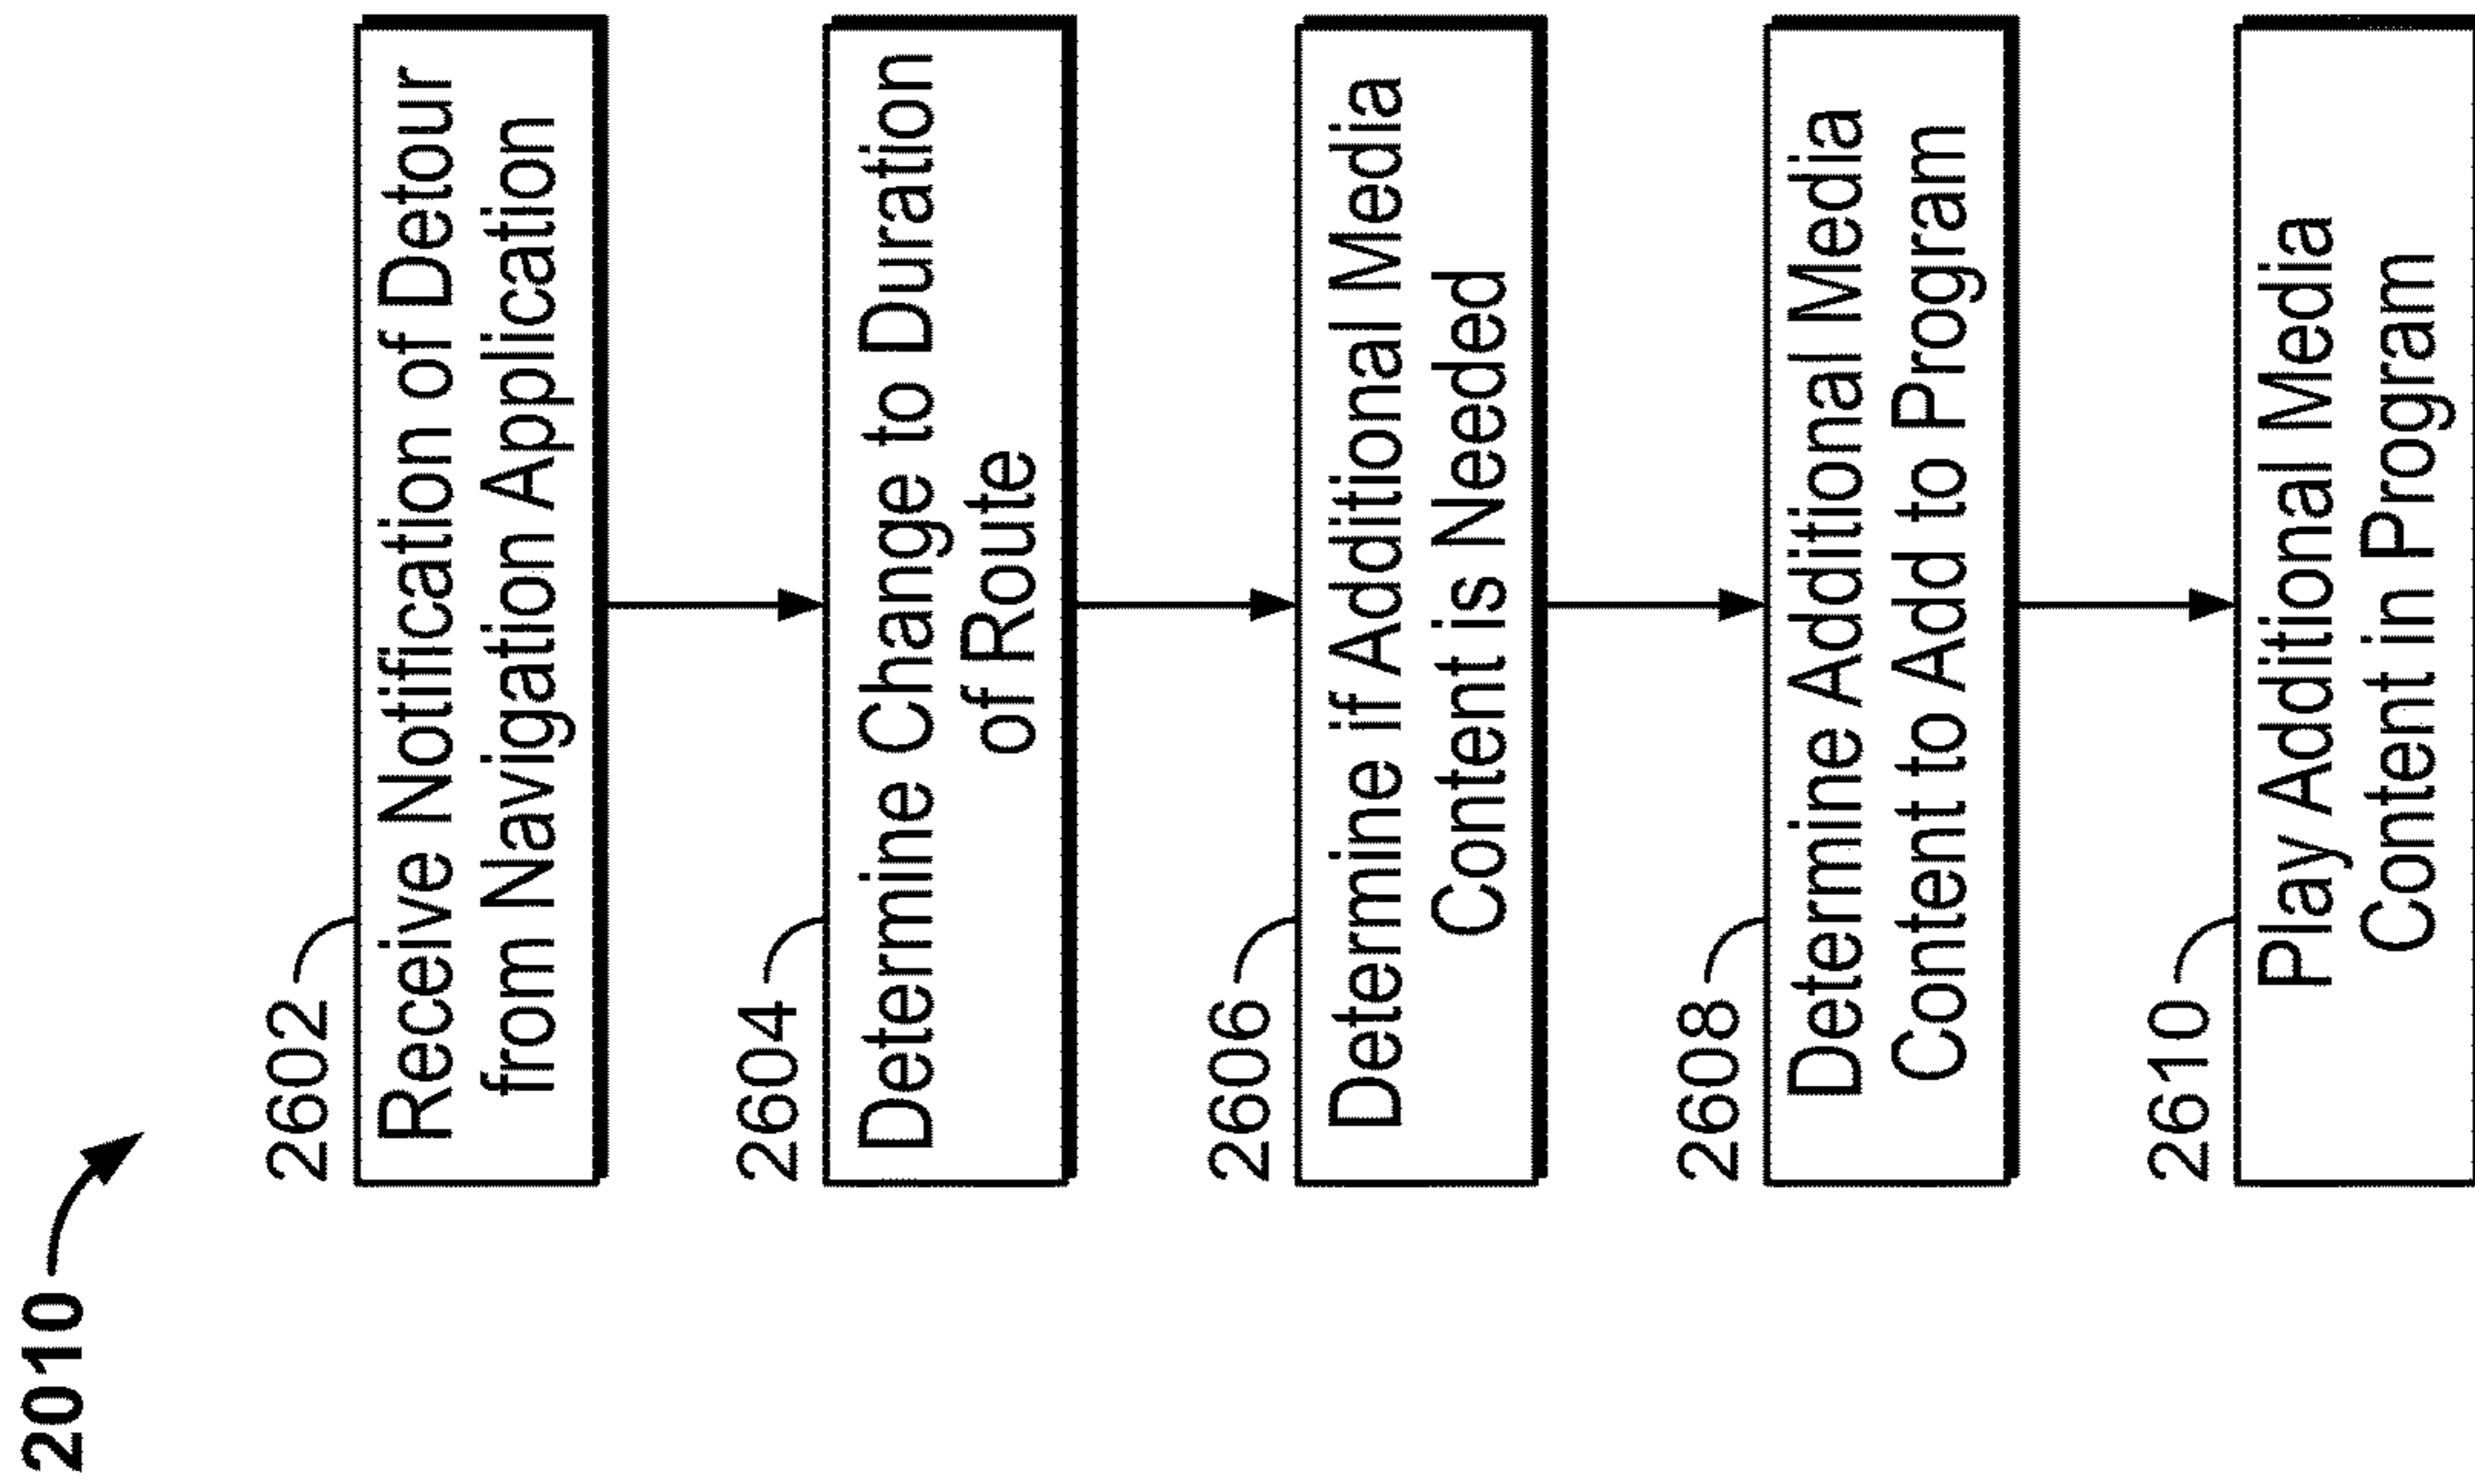 2010
2602
Receive Notification of Detour
from Navigation Application
2604
Determine Change to Duration
of Route
2606
Determine if Additional Media
Content is Needed
2608
Determine Additional Media
Content to Add to Program
2610
Play Additional Media
Content in Program